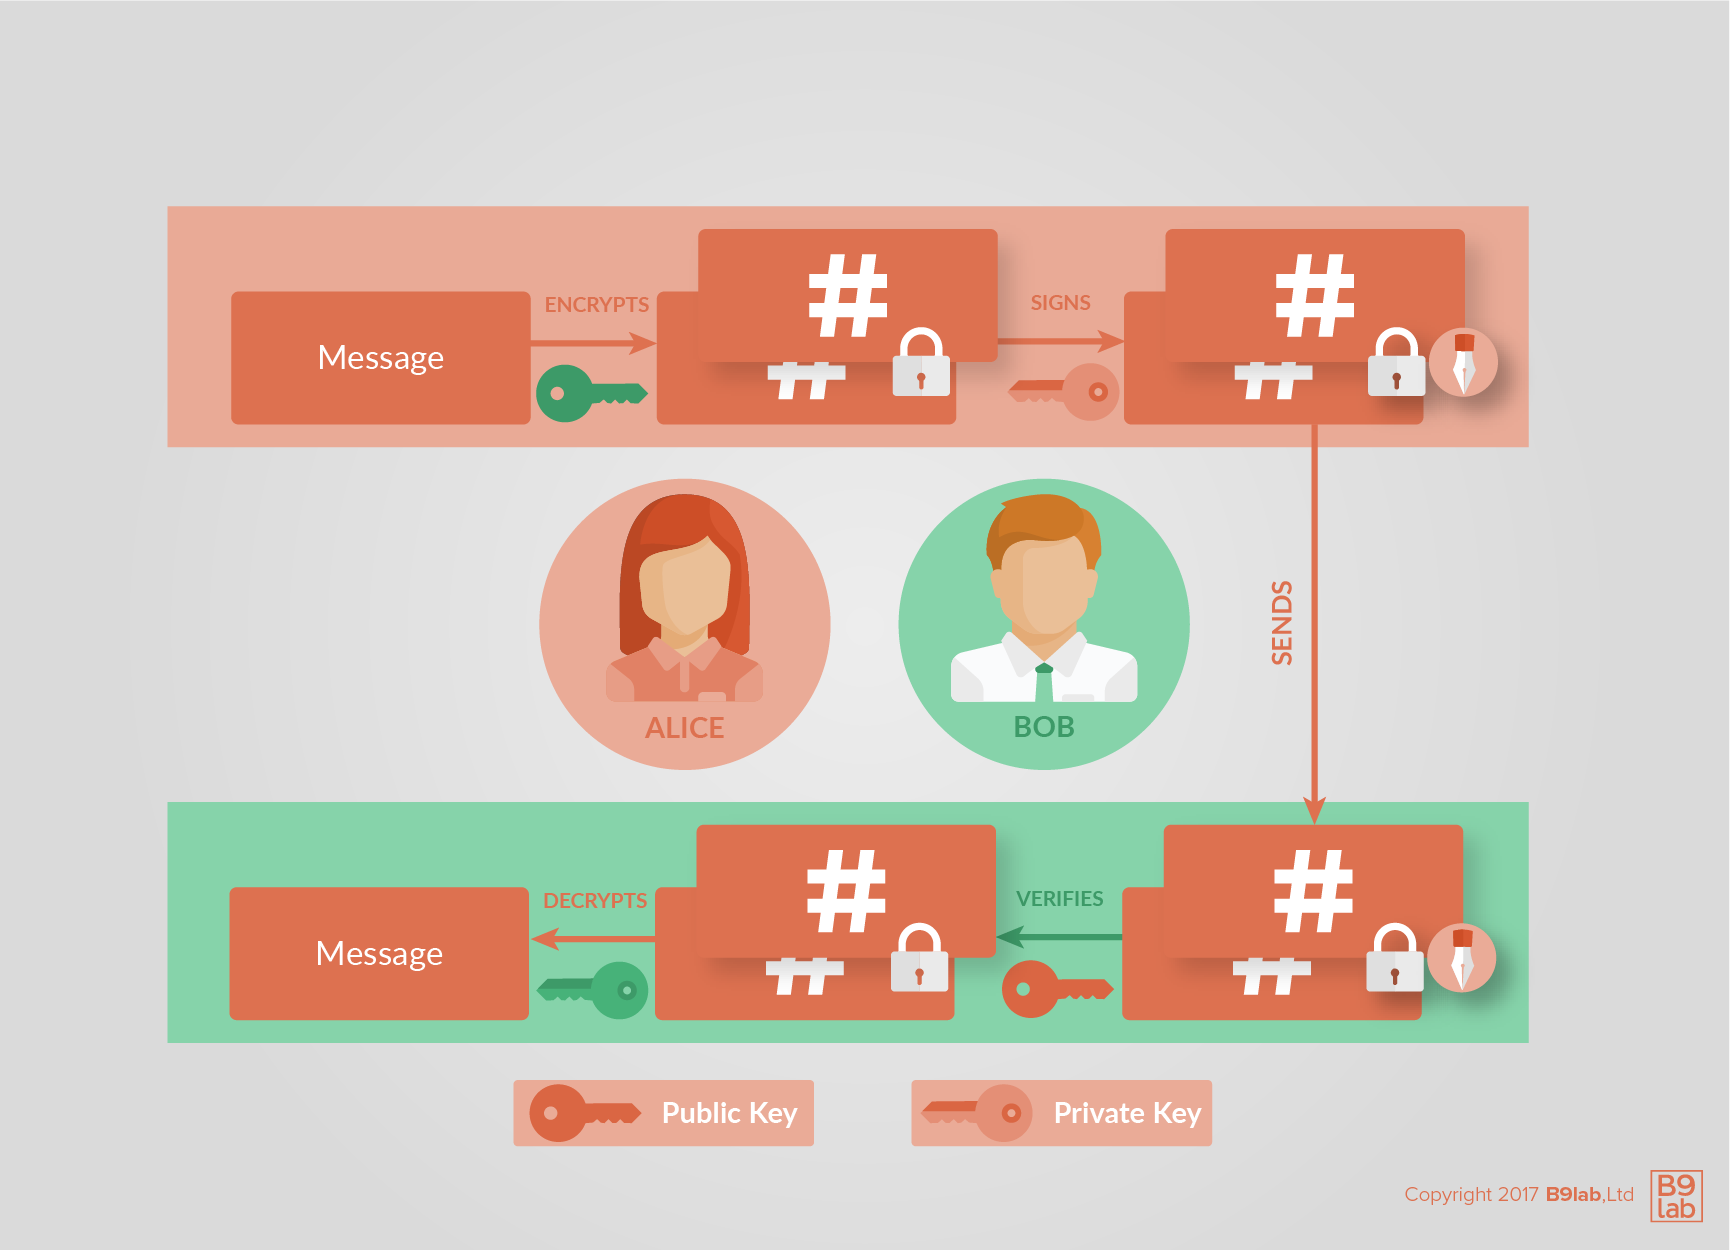 ENCRYPTS
SIGNS
Message
#
#
#
#
SENDS
ALICE
BOB
DECRYPTS
VERIFIES
Message
#
#
#
#
Public Key
Private Key
Copyright 2017 B9lab,Ltd
B9
lab